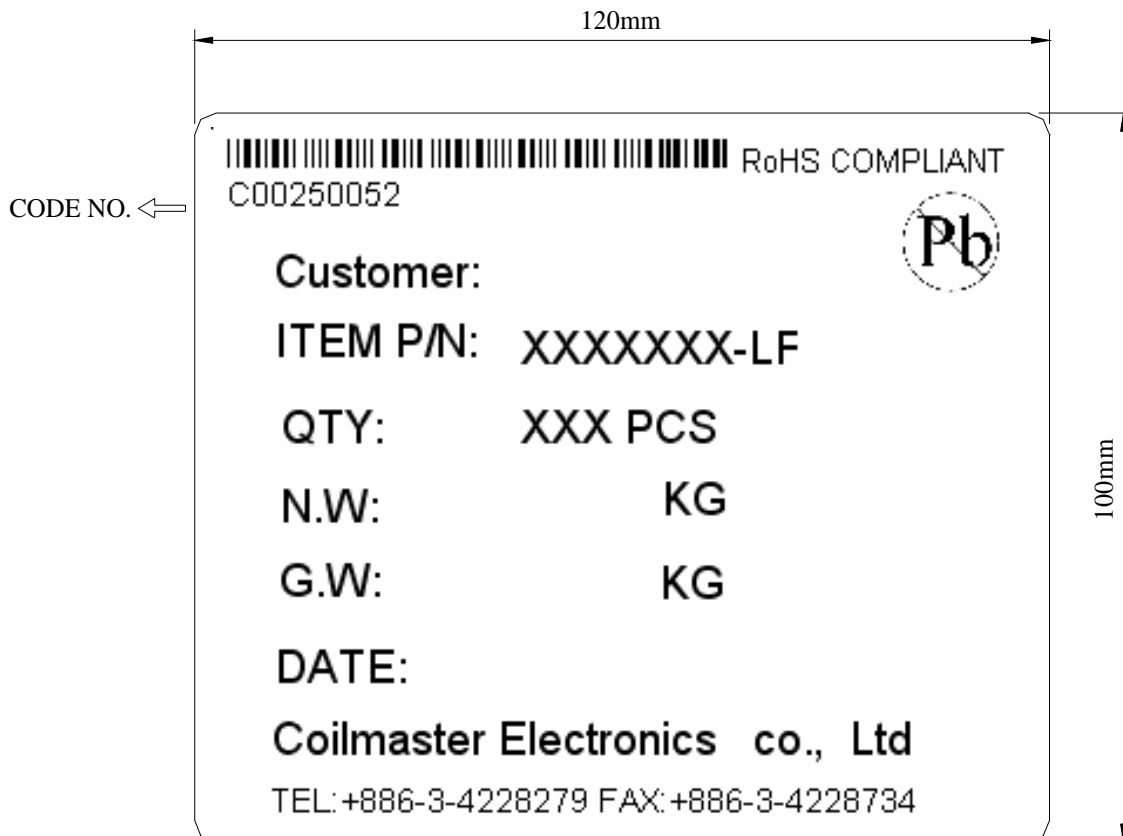 120mm
RoHS COMPLIANT
C00250052
CODE NO.
Pb
Customer:
ITEM P/N: XXXXXXX-LF
QTY: XXX PCS
N.W: KG
G.W: KG
100mm
DATE:
Coilmaster Electronics co., Ltd
TEL:+886-3-4228279 FAX:+886-3-4228734